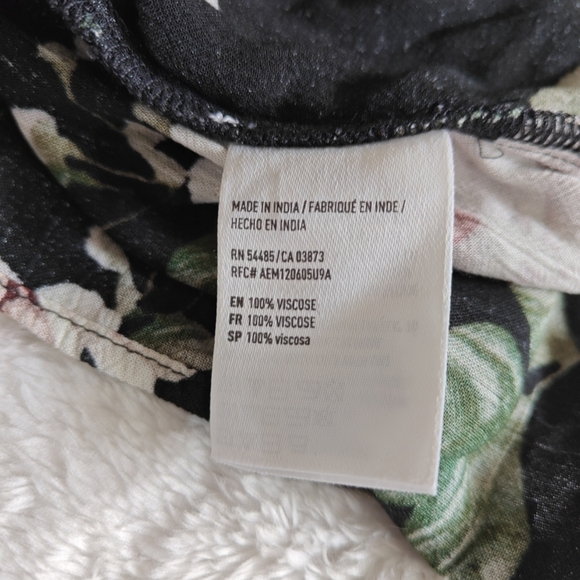 MADE IN INDIA / FABRIQUÉ EN INDE /
HECHO EN INDIA
RN 54485/CA 03873
RFC# AEM120605U9A
EN 100% VISCOSE
FR 100% VISCOSE
SP 100% viscosa